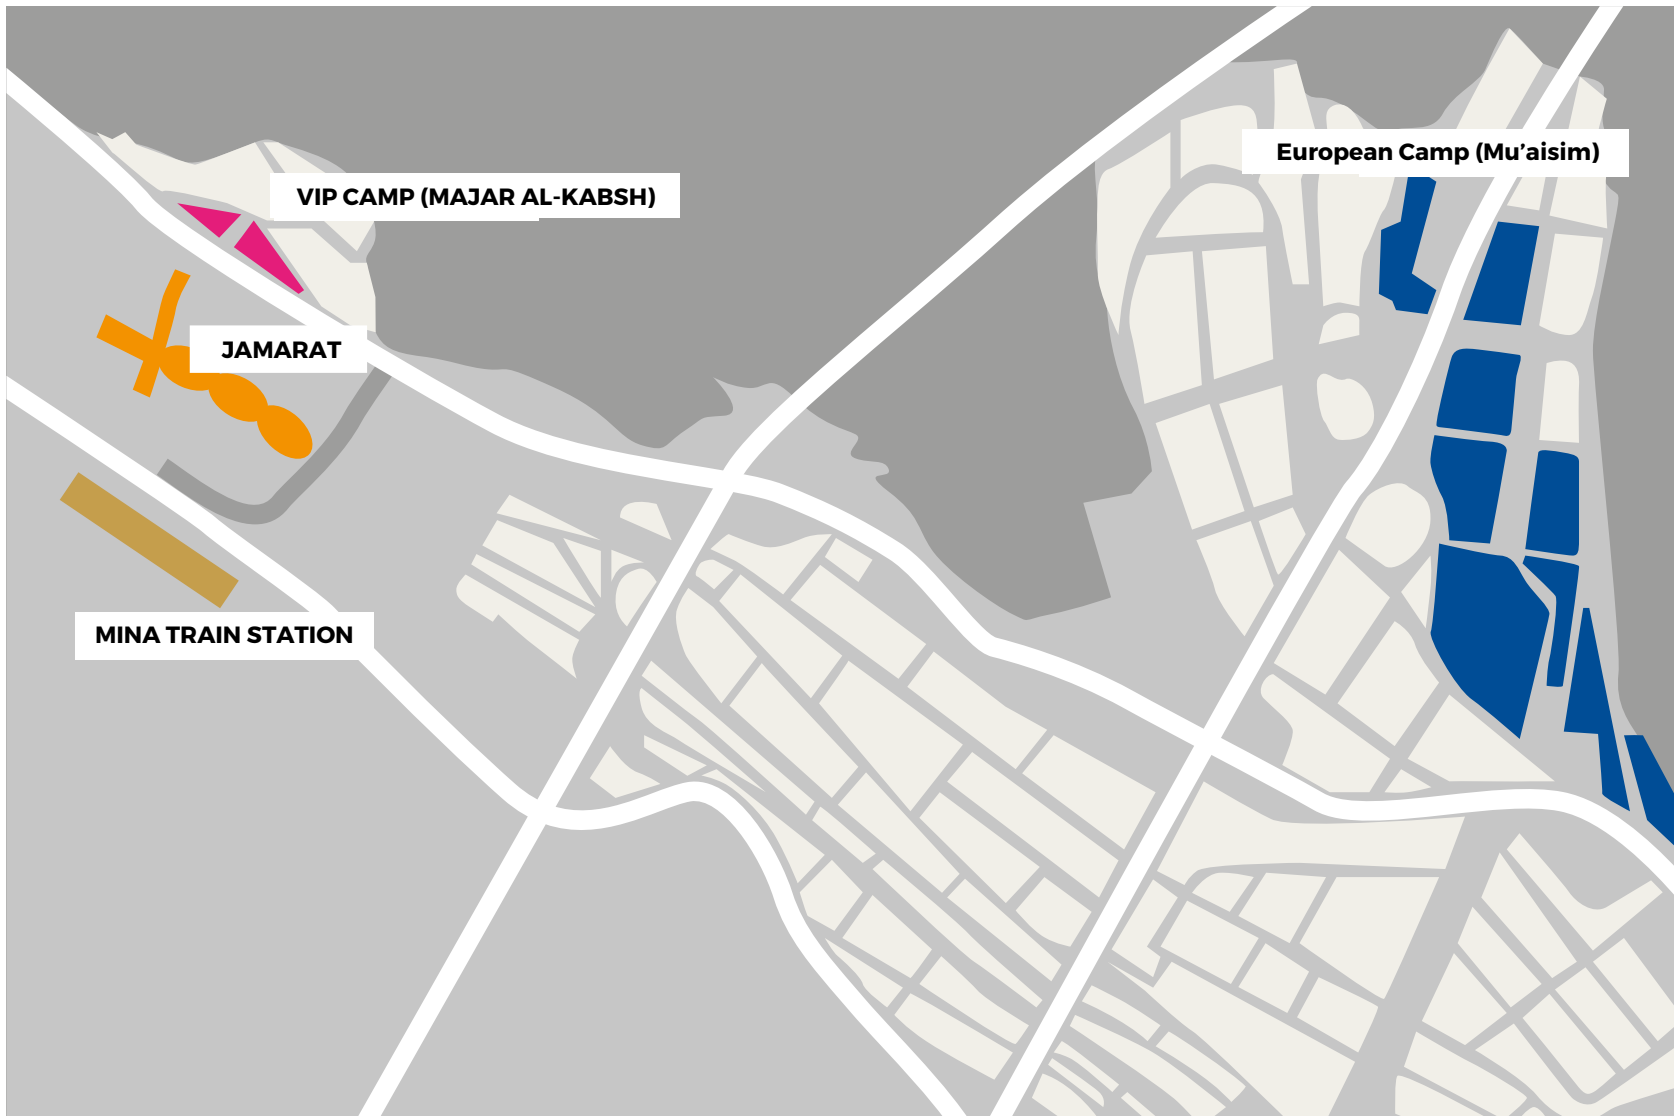 European Camp (Mu’aisim)
VIP CAMP (MAJAR AL-KABSH)
JAMARAT
MINA TRAIN STATION